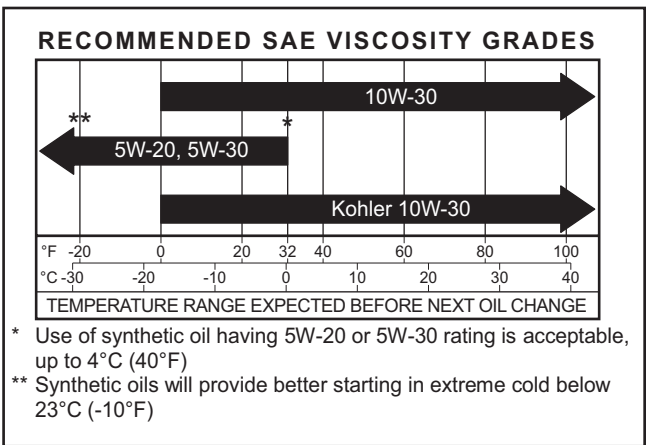 RECOMMENDED SAE VISCOSITY GRADES
10W-30
** *
5W-20, 5W-30
Kohler 10W-30
°F -20 0 20 32 40 60 80 100
°C -30 -20 -10 0 10 20 30 40
TEMPERATURE RANGE EXPECTED BEFORE NEXT OIL CHANGE
* Use of synthetic oil having 5W-20 or 5W-30 rating is acceptable,
up to 4°C (40°F)
** Synthetic oils will provide better starting in extreme cold below
23°C (-10°F)